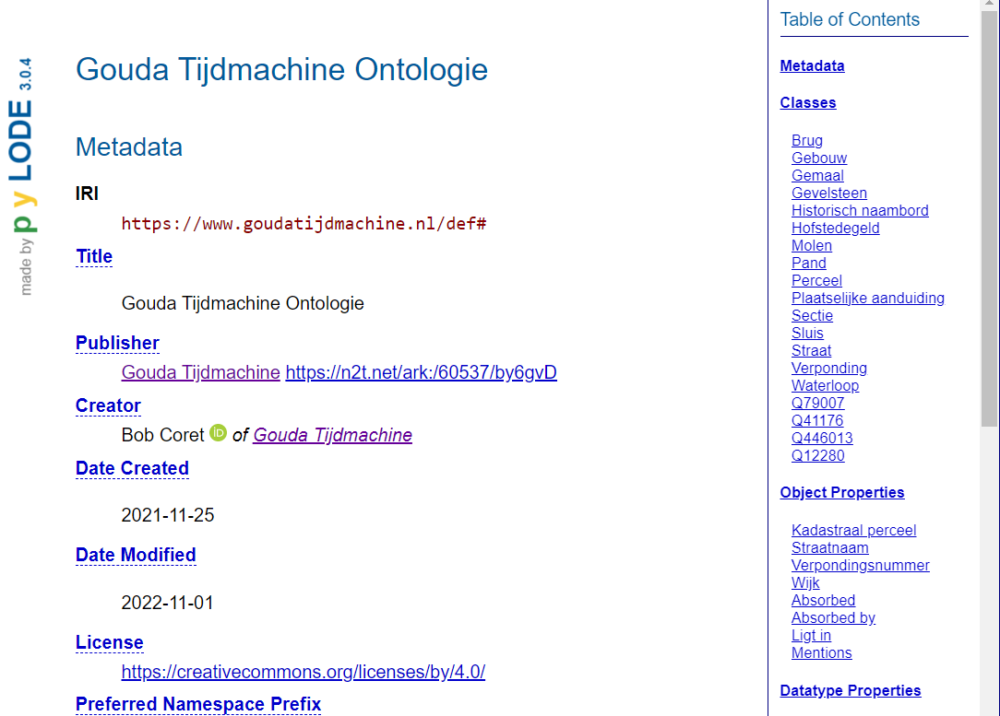 made by pyLODE 3.0.4
Gouda Tijdmachine Ontologie
Metadata
IRI
https://www.goudatijdmachine.nl/def#
Title
Gouda Tijdmachine Ontologie
Publisher
Gouda Tijdmachine https://n2t.net/ark:/60537/by6gvD
Creator
Bob Coret iD of Gouda Tijdmachine
Date Created
2021-11-25
Date Modified
2022-11-01
License
https://creativecommons.org/licenses/by/4.0/
Preferred Namespace Prefix
Table of Contents
Metadata
Classes
Brug
Gebouw
Gemaal
Gevelsteen
Historisch naambord
Hofstedegeld
Molen
Pand
Perceel
Plaatselijke aanduiding
Sectie
Sluis
Straat
Verponding
Waterloop
Q79007
Q41176
Q446013
Q12280
Object Properties
Kadastraal perceel
Straatnaam
Verpondingsnummer
Wijk
Absorbed
Absorbed by
Ligt in
Mentions
Datatype Properties